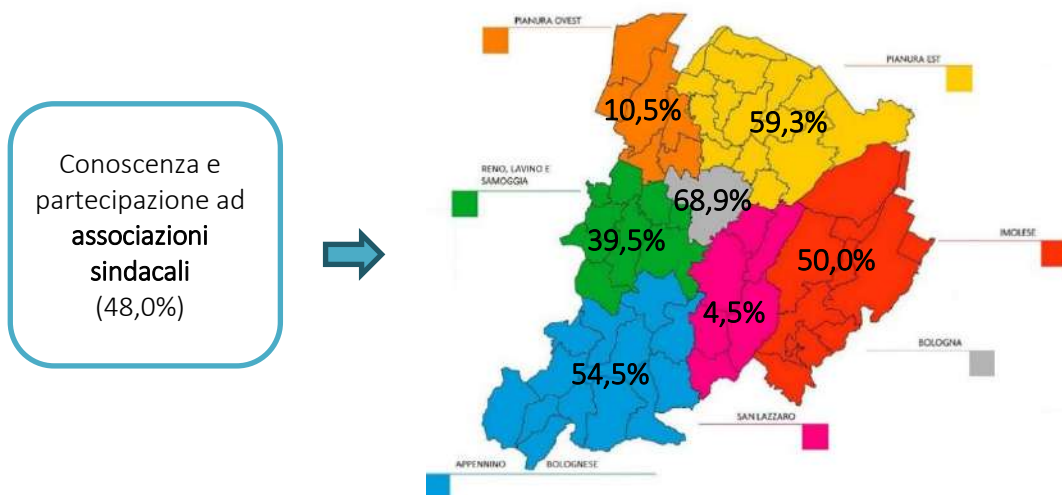 Conoscenza e
partecipazione ad
associazioni
sindacali
(48,0%)
PIANURA OVEST
PIANURA EST
10,5%
59,3%
RENO, LAVINO E
SAMOGGIA
68,9%
39,5%
IMOLESE
50,0%
4,5%
BOLOGNA
54,5%
SAN LAZZARO
APPENNINO BOLOGNESE